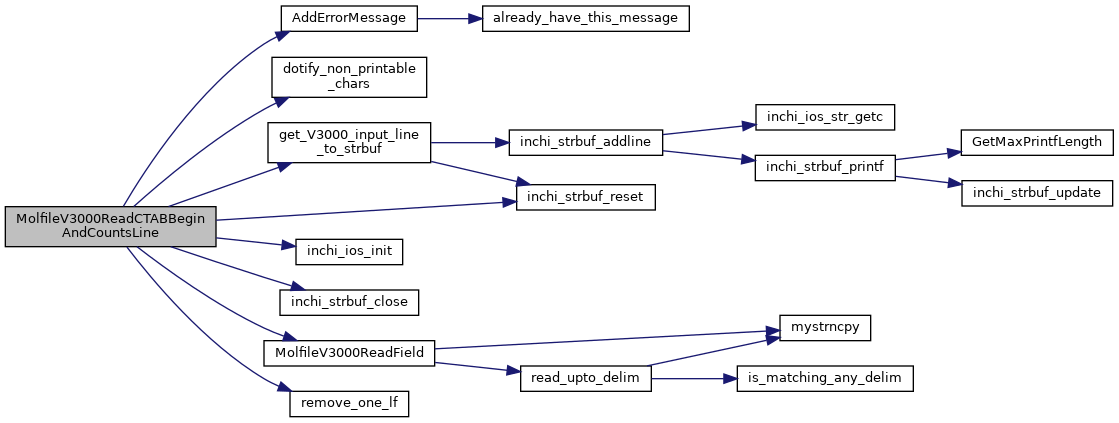 AddErrorMessage
already_have_this_message
dotify_non_printable
_chars
get_V3000_input_line
_to_strbuf
inchi_strbuf_addline
inchi_ios_str_getc
GetMaxPrintfLength
inchi_strbuf_printf
inchi_strbuf_update
inchi_strbuf_reset
MolfileV3000ReadCTABBegin
AndCountsLine
inchi_ios_init
inchi_strbuf_close
MolfileV3000ReadField
mystrncpy
read_upto_delim
is_matching_any_delim
remove_one_lf